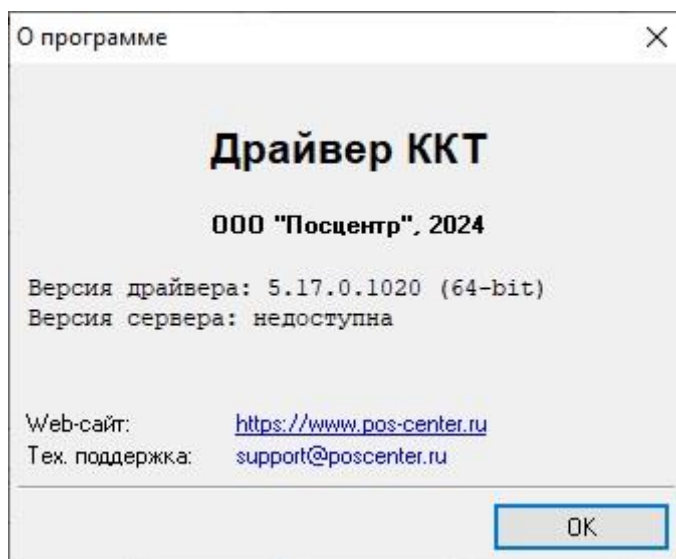 О программе
Драйвер ККТ
ООО "Посцентр", 2024
Версия драйвера: 5.17.0.1020 (64-bit)
Версия сервера: недоступна
Web-сайт: https://www.pos-center.ru
Тех. поддержка: support@poscenter.ru
OK